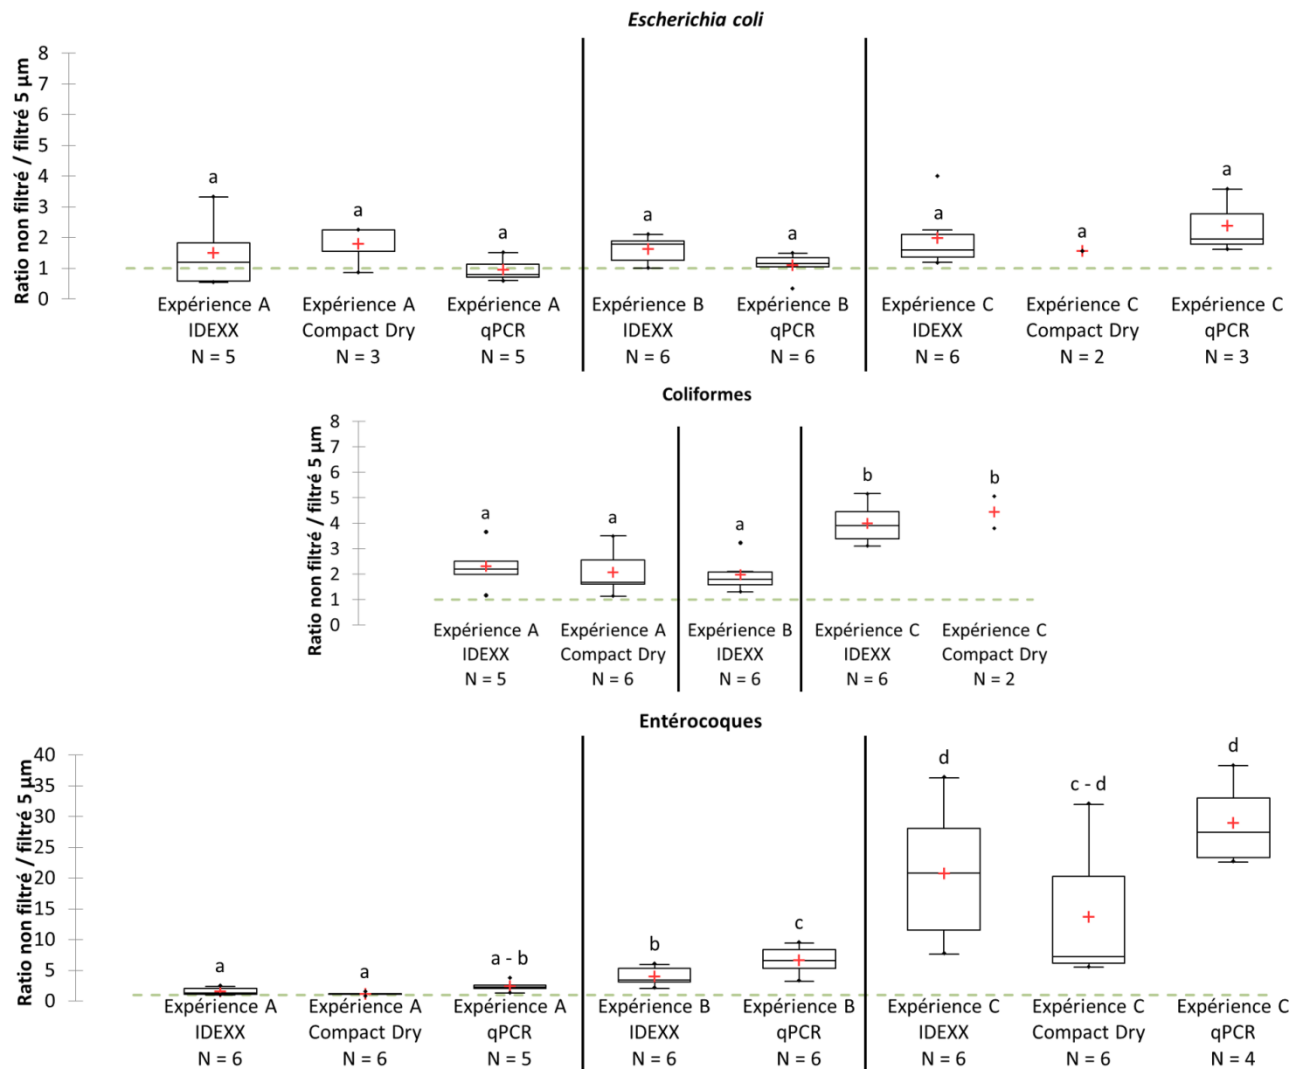 Escherichia coli
Ratio non filtré / filtré 5 µm
8
7
6
5
4
3
2
1
0
a
a
a
a
a
a
a
a
Expérience A Expérience A Expérience A Expérience B Expérience B Expérience C Expérience C Expérience C
IDEXX Compact Dry qPCR IDEXX qPCR IDEXX Compact Dry qPCR
N = 5 N = 3 N = 5 N = 6 N = 6 N = 6 N = 2 N = 3
Coliformes
Ratio non filtré / filtré 5 µm
8
7
6
5
4
3
2
1
0
a
a
a
b
b
Expérience A Expérience A Expérience B Expérience C Expérience C
IDEXX Compact Dry IDEXX IDEXX Compact Dry
N = 5 N = 6 N = 6 N = 6 N = 2
Entérocoques
Ratio non filtré / filtré 5 µm
40
35
30
25
20
15
10
5
0
a
a
a - b
b
c
d
c - d
d
Expérience A Expérience A Expérience A Expérience B Expérience B Expérience C Expérience C Expérience C
IDEXX Compact Dry qPCR IDEXX qPCR IDEXX Compact Dry qPCR
N = 6 N = 6 N = 5 N = 6 N = 6 N = 6 N = 6 N = 4